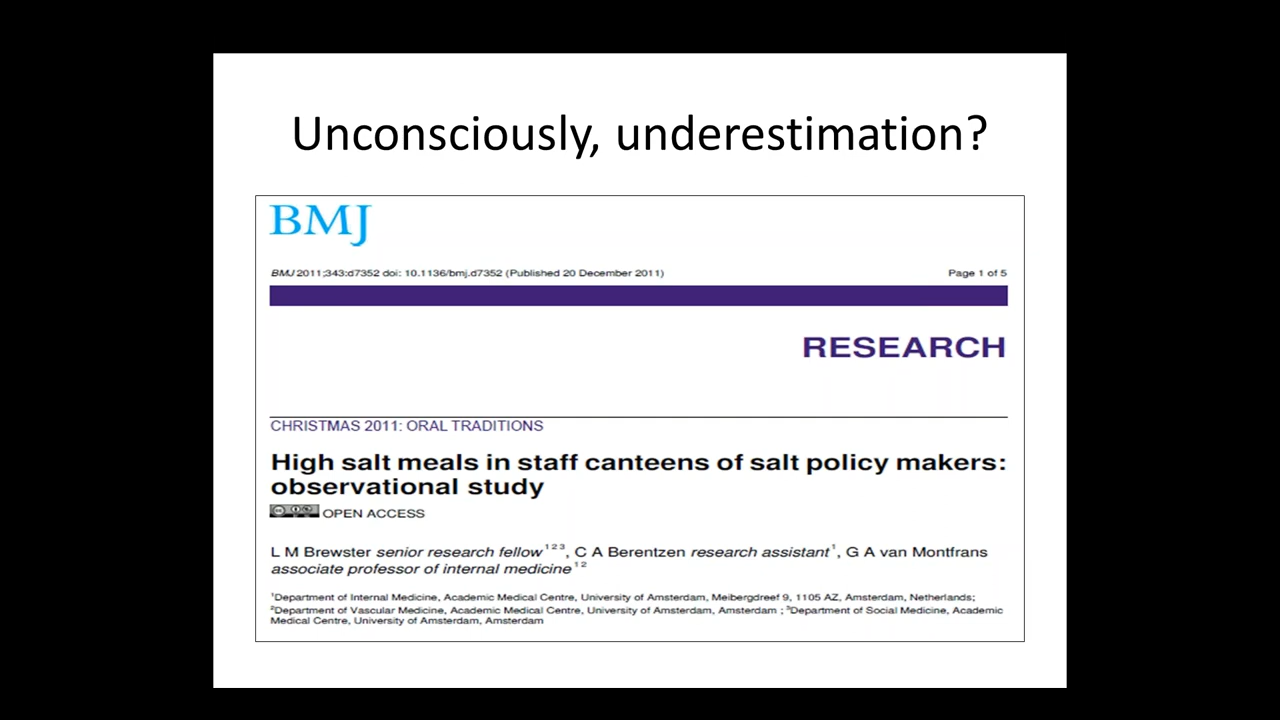 Unconsciously, underestimation?
BMJ
BMJ 2011;343:d7352 doi: 10.1136/bmj.d7352 (Published 20 December 2011) Page 1 of 5
RESEARCH
CHRISTMAS 2011: ORAL TRADITIONS
High salt meals in staff canteens of salt policy makers:
observational study
OPEN ACCESS
L M Brewster senior research fellow 1 2 3, C A Berentzen research assistant 1, G A van Montfrans
associate professor of internal medicine 1 2
1Department of Internal Medicine, Academic Medical Centre, University of Amsterdam, Meibergdreef 9, 1105 AZ, Amsterdam, Netherlands;
2Department of Vascular Medicine, Academic Medical Centre, University of Amsterdam, Amsterdam ; 3Department of Social Medicine, Academic
Medical Centre, University of Amsterdam, Amsterdam